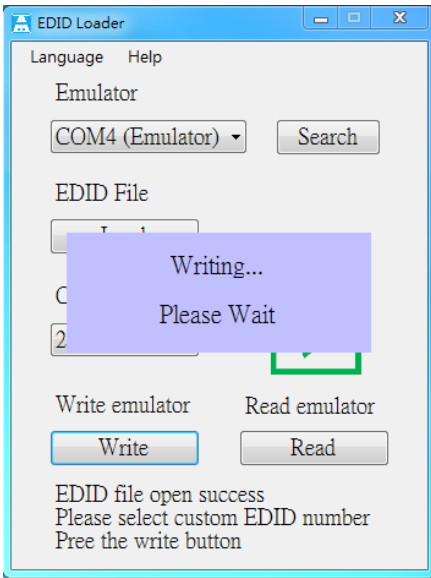 EDID Loader
Language Help
Emulator
COM4 (Emulator) Search
EDID File
Writing...
Please Wait
2
Write emulator Read emulator
Write Read
EDID file open success
Please select custom EDID number
Pree the write button